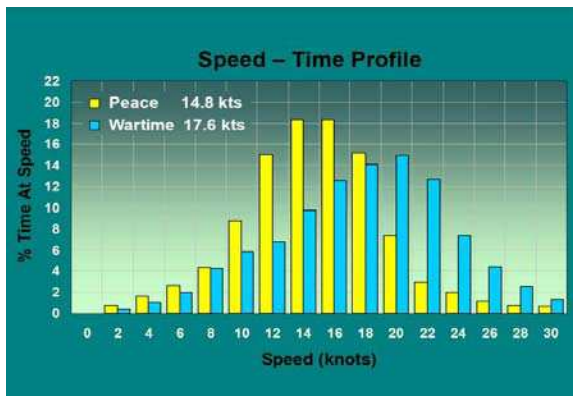 Speed – Time Profile
22
20
18
16
14
12
10
8
6
4
2
0
% Time At Speed
Peace 14.8 kts
Wartime 17.6 kts
0 2 4 6 8 10 12 14 16 18 20 22 24 26 28 30
Speed (knots)